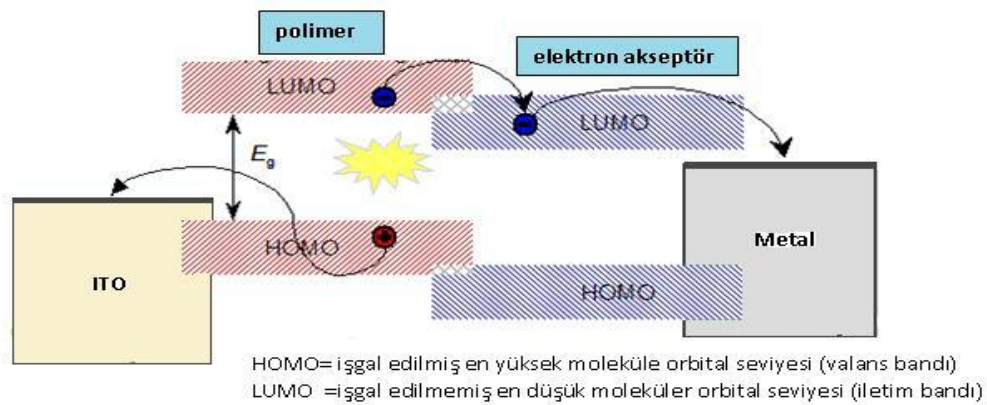 polimer
elektron akseptör
LUMO
LUMO
Eg
HOMO
ITO
Metal
HOMO
HOMO= işgal edilmiş en yüksek moleküle orbital seviyesi (valans bandı)
LUMO =işgal edilmemiş en düşük moleküler orbital seviyesi (iletim bandı)